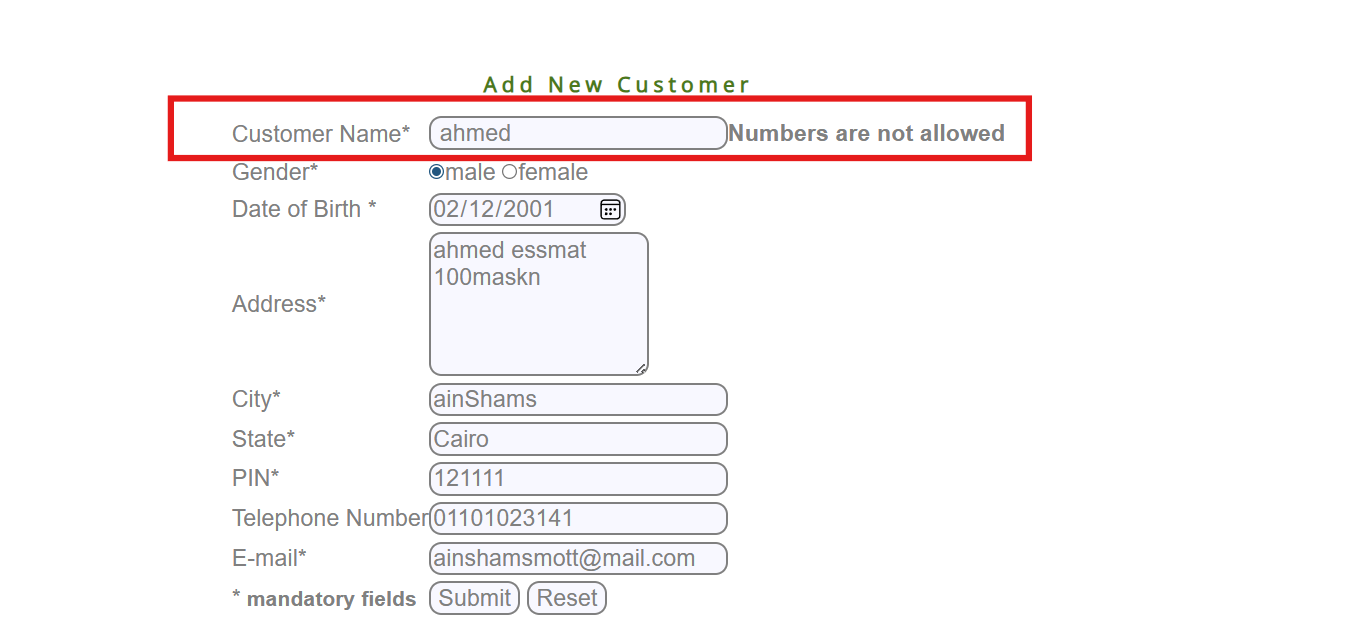 Add New Customer
Customer Name* ahmed Numbers are not allowed
Gender* male female
Date of Birth * 02/12/2001
Address* ahmed essmat
100maskn
City* ainShams
State* Cairo
PIN* 121111
Telephone Number 01101023141
E-mail* ainshamsmott@mail.com
* mandatory fields Submit Reset